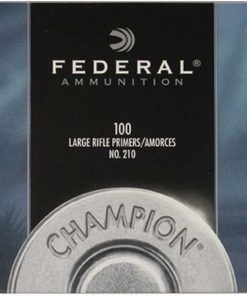 FEDERAL®
AMMUNITION
100
LARGE RIFLE PRIMERS/AMORCES
NO. 210
CHAMPION®